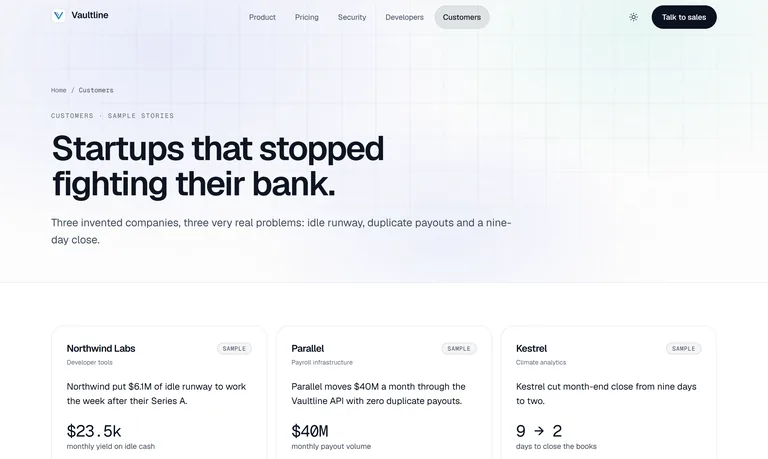 Vaultline
Product Pricing Security Developers Customers
Talk to sales
Home / Customers
CUSTOMERS · SAMPLE STORIES
Startups that stopped
fighting their bank.
Three invented companies, three very real problems: idle runway, duplicate payouts and a nine-
day close.
Northwind Labs
SAMPLE
Developer tools
Northwind put $6.1M of idle runway to work
the week after their Series A.
$23.5k
monthly yield on idle cash
Parallel
SAMPLE
Payroll infrastructure
Parallel moves $40M a month through the
Vaultline API with zero duplicate payouts.
$40M
monthly payout volume
Kestrel
SAMPLE
Climate analytics
Kestrel cut month-end close from nine days
to two.
9 → 2
days to close the books